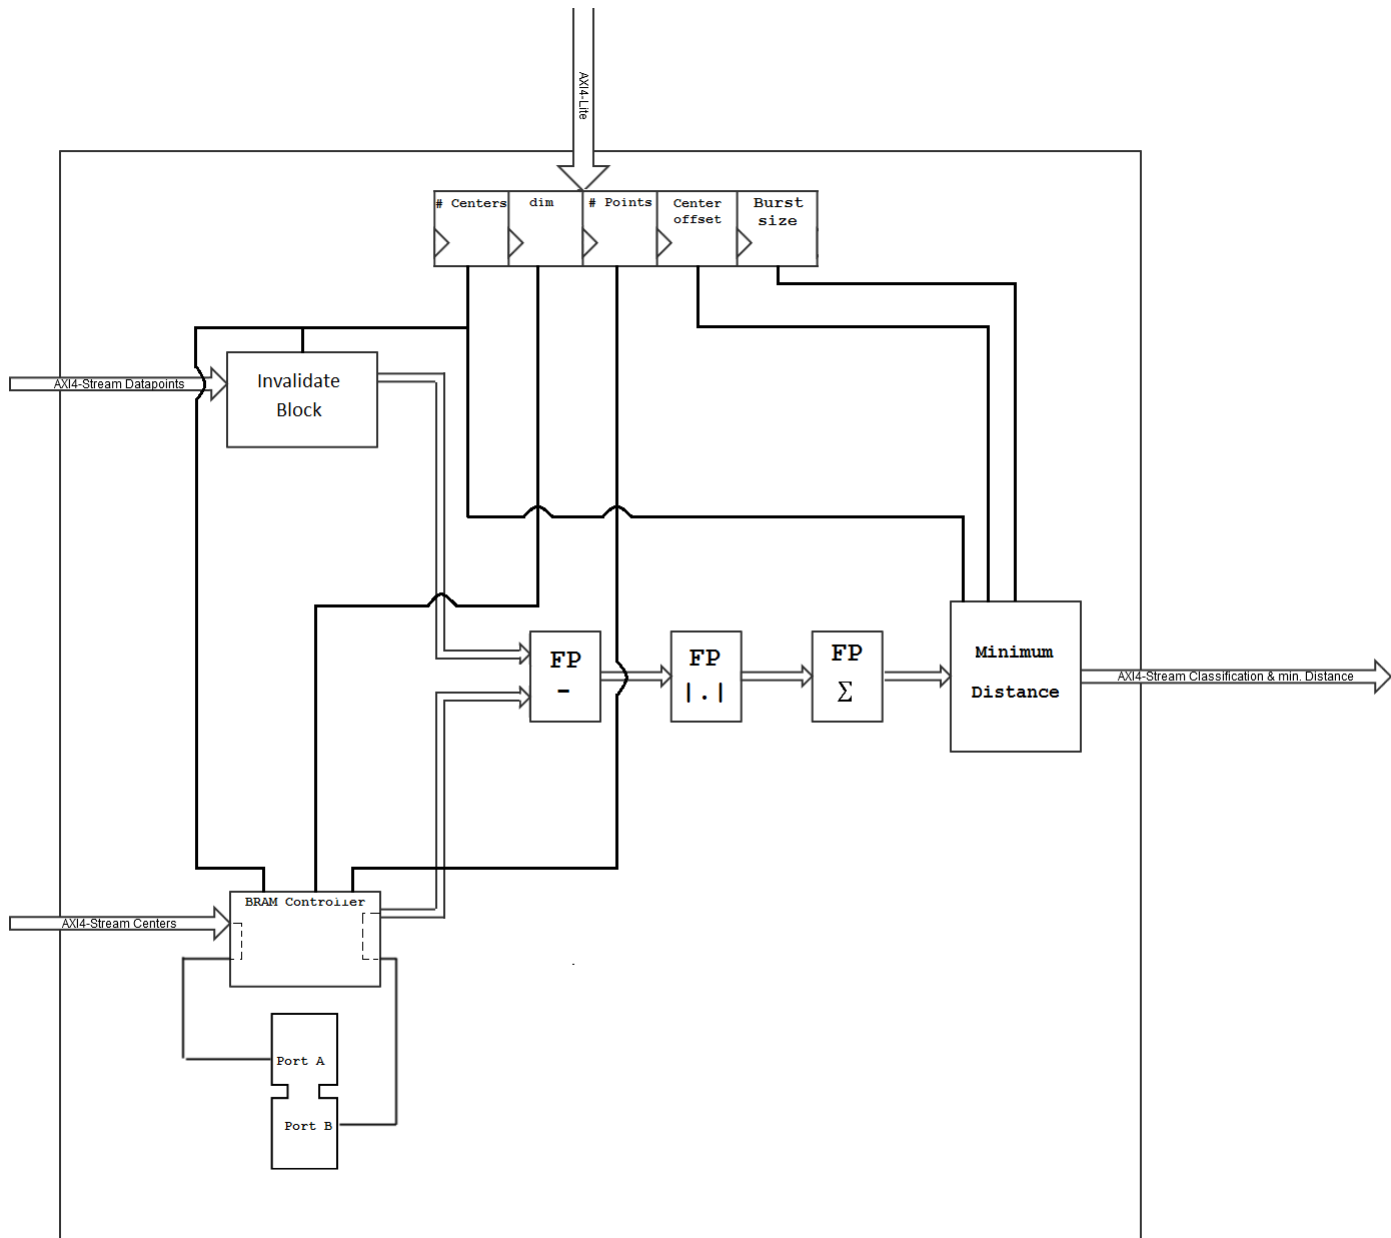 AXI4-Lite
# Centers
dim
# Points
Center
offset
Burst
size
AXI4-Stream Datapoints
Invalidate
Block
FP
-
FP
|.|
FP
Σ
Minimum
Distance
AXI4-Stream Classification & min. Distance
BRAM Controller
AXI4-Stream Centers
Port A
Port B